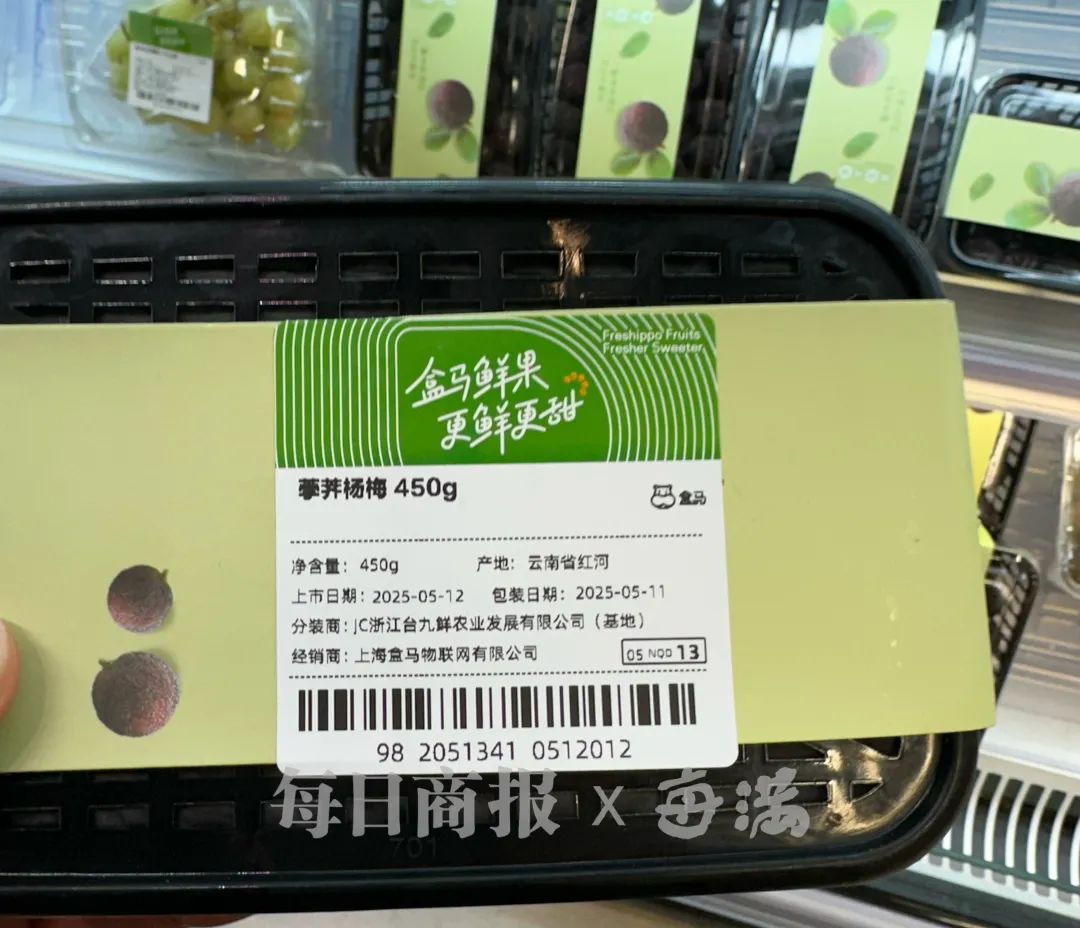 Freshippo Fruits
Fresher Sweeter
盒马鲜果
更鲜更甜
荸荠杨梅 450g
盒马
净含量：450g 产地：云南省红河
上市日期：2025-05-12 包装日期：2025-05-11
分装商：JC浙江台九鲜农业发展有限公司（基地）
经销商：上海盒马物联网有限公司 05 NQD 13
98 2051341 0512012
每日商报 X 每满
701